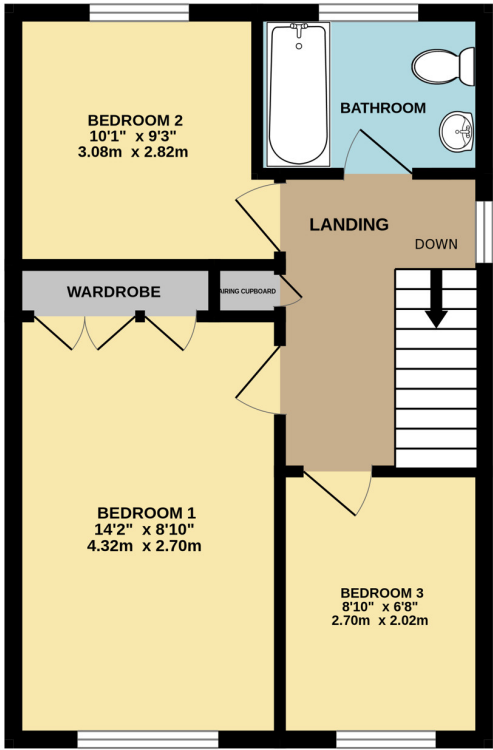 BEDROOM 2
10'1" x 9'3"
3.08m x 2.82m
BATHROOM
LANDING
DOWN
WARDROBE
AIRING CUPBOARD
BEDROOM 1
14'2" x 8'10"
4.32m x 2.70m
BEDROOM 3
8'10" x 6'8"
2.70m x 2.02m